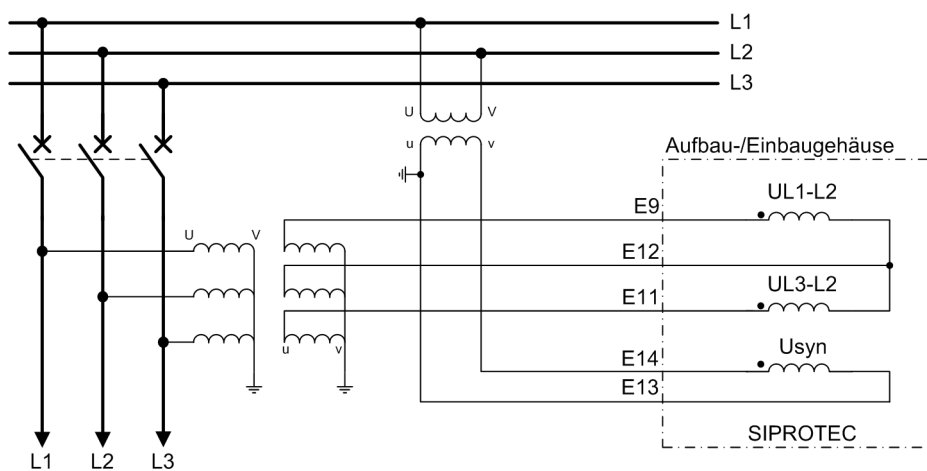 L1
L2
L3
U V
u v
Aufbau-/Einbaugehäuse
UL1-L2
E9
U V
E12
UL3-L2
E11
u v
Usyn
E14
E13
SIPROTEC
L1 L2 L3